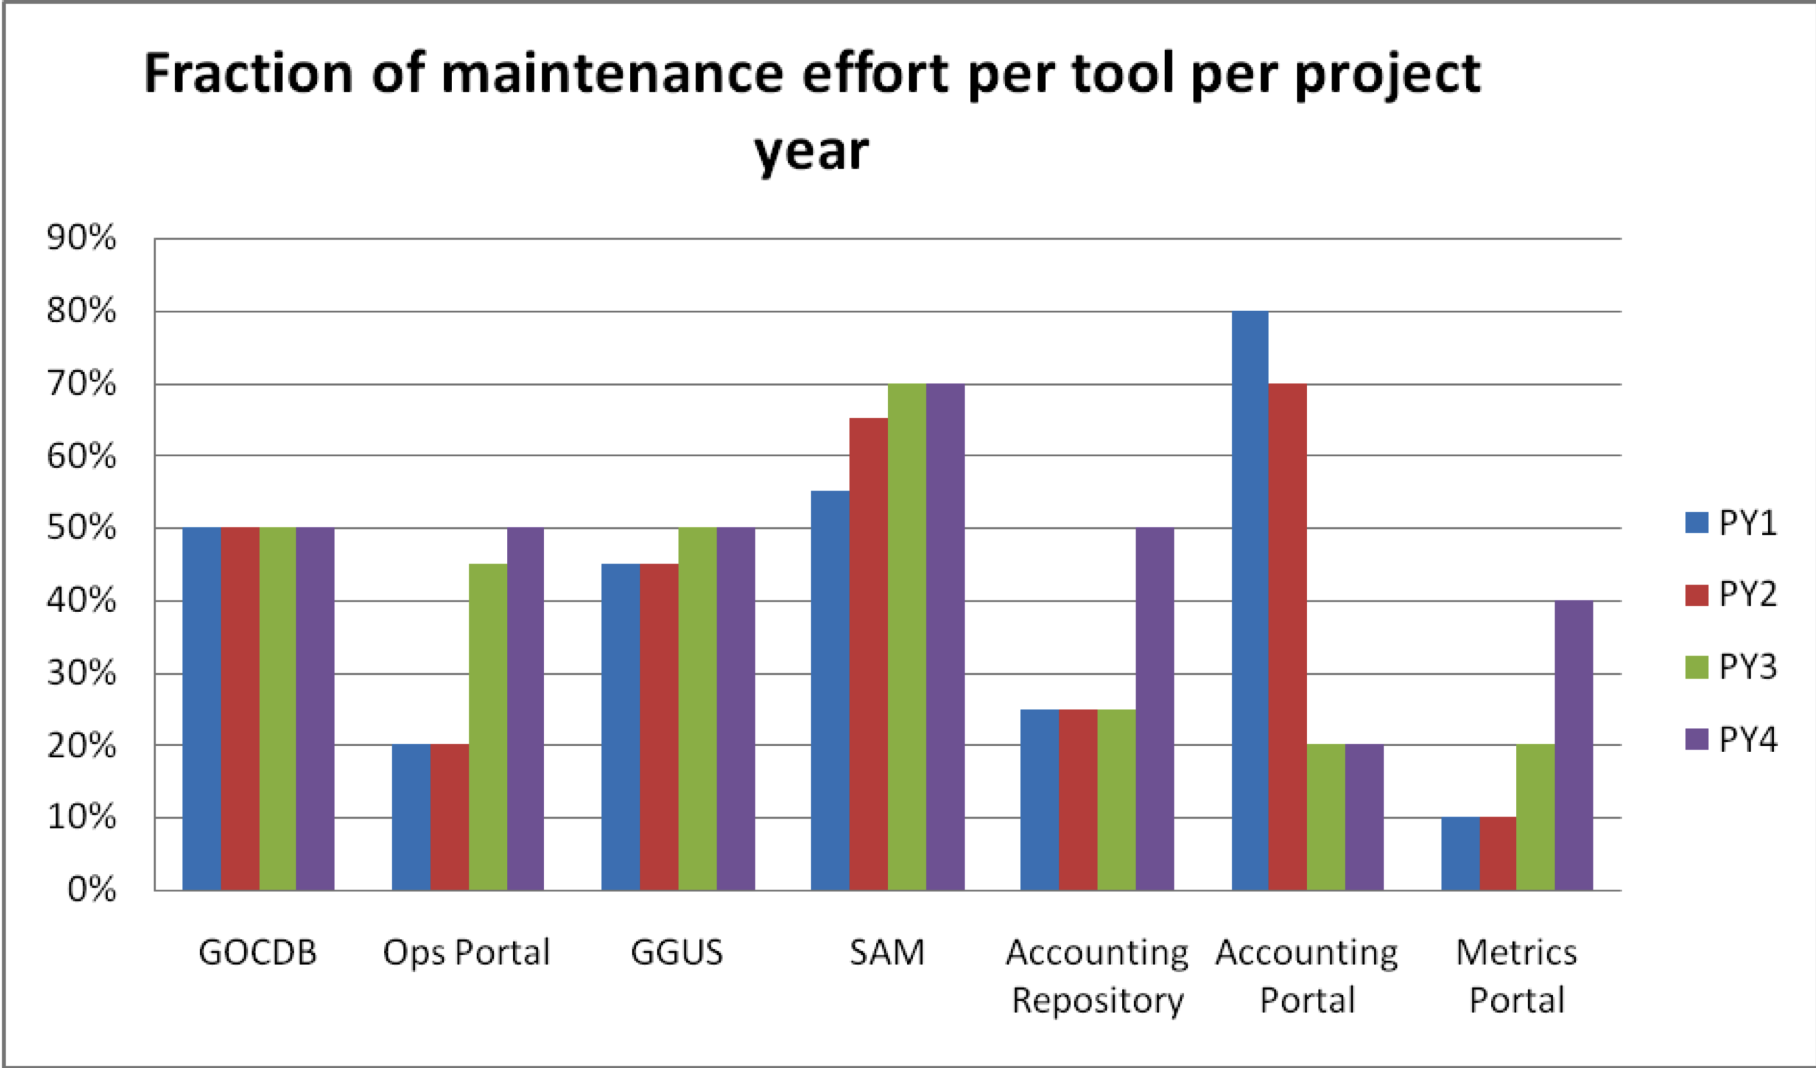 Fraction of maintenance effort per tool per project
year
90%
80%
70%
60%
50%
40%
30%
20%
10%
0%
GOCDB
Ops Portal
GGUS
SAM
Accounting
Repository
Accounting
Portal
Metrics
Portal
PY1
PY2
PY3
PY4